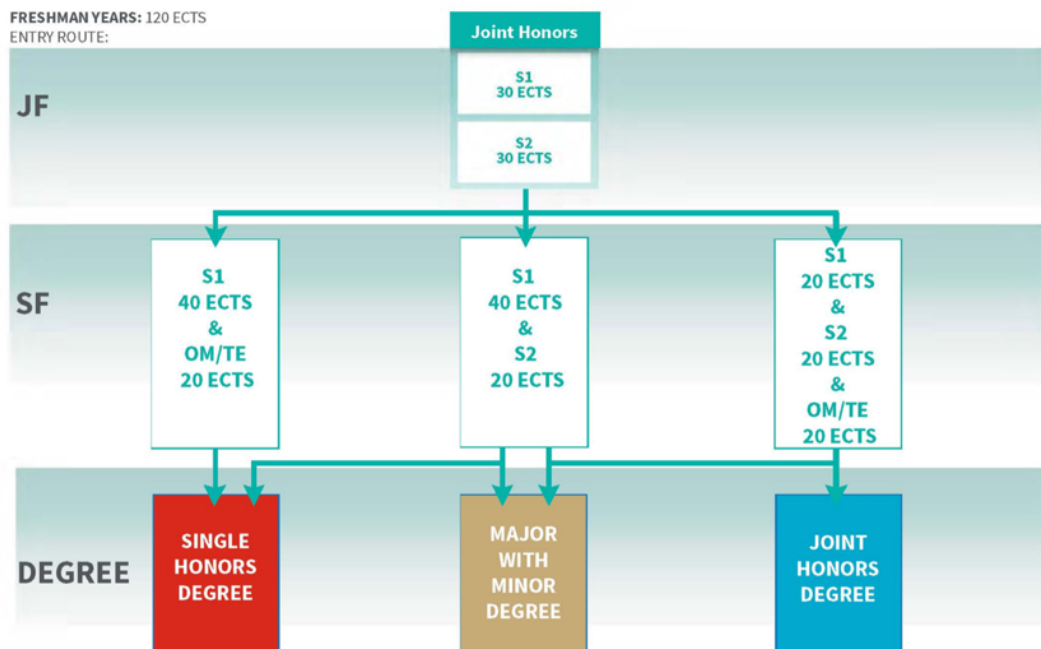 FRESHMAN YEARS: 120 ECTS
ENTRY ROUTE:
Joint Honors
JF
S1
30 ECTS
S2
30 ECTS
SF
S1
40 ECTS
&
OM/TE
20 ECTS
S1
40 ECTS
&
S2
20 ECTS
S1
20 ECTS
&
S2
20 ECTS
&
OM/TE
20 ECTS
DEGREE
SINGLE
HONORS
DEGREE
MAJOR
WITH
MINOR
DEGREE
JOINT
HONORS
DEGREE